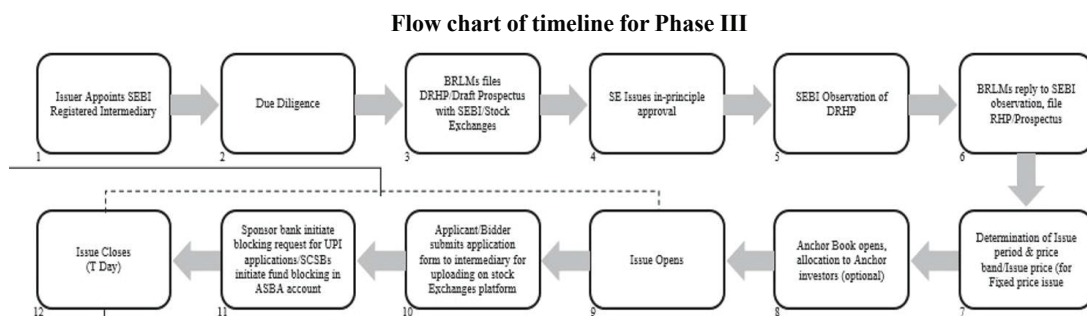 Flow chart of timeline for Phase III
Issuer Appoints SEBI
Registered Intermediary
1
Due Diligence
2
BRLMs files
DRHP/Draft Prospectus
with SEBI/Stock
Exchanges
3
SE Issues in-principle
approval
4
SEBI Observation of
DRHP
5
BRLMs reply to SEBI
observation, file
RHP/Prospectus
6
Determination of Issue
period & price
band/Issue price (for
Fixed price issue
7
Anchor Book opens,
allocation to Anchor
investors (optional)
8
Issue Opens
9
Applicant/Bidder
submits application
form to intermediary for
uploading on stock
Exchanges platform
10
Sponsor bank initiate
blocking request for UPI
applications/SCSBs
initiate fund blocking in
ASBA account
11
Issue Closes
(T Day)
12